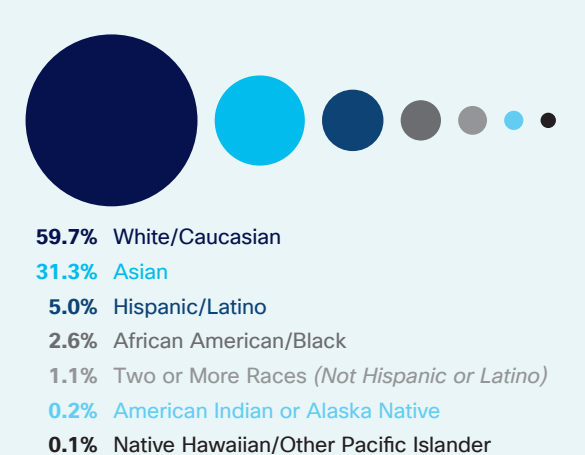 59.7% White/Caucasian
31.3% Asian
5.0% Hispanic/Latino
2.6% African American/Black
1.1% Two or More Races (Not Hispanic or Latino)
0.2% American Indian or Alaska Native
0.1% Native Hawaiian/Other Pacific Islander